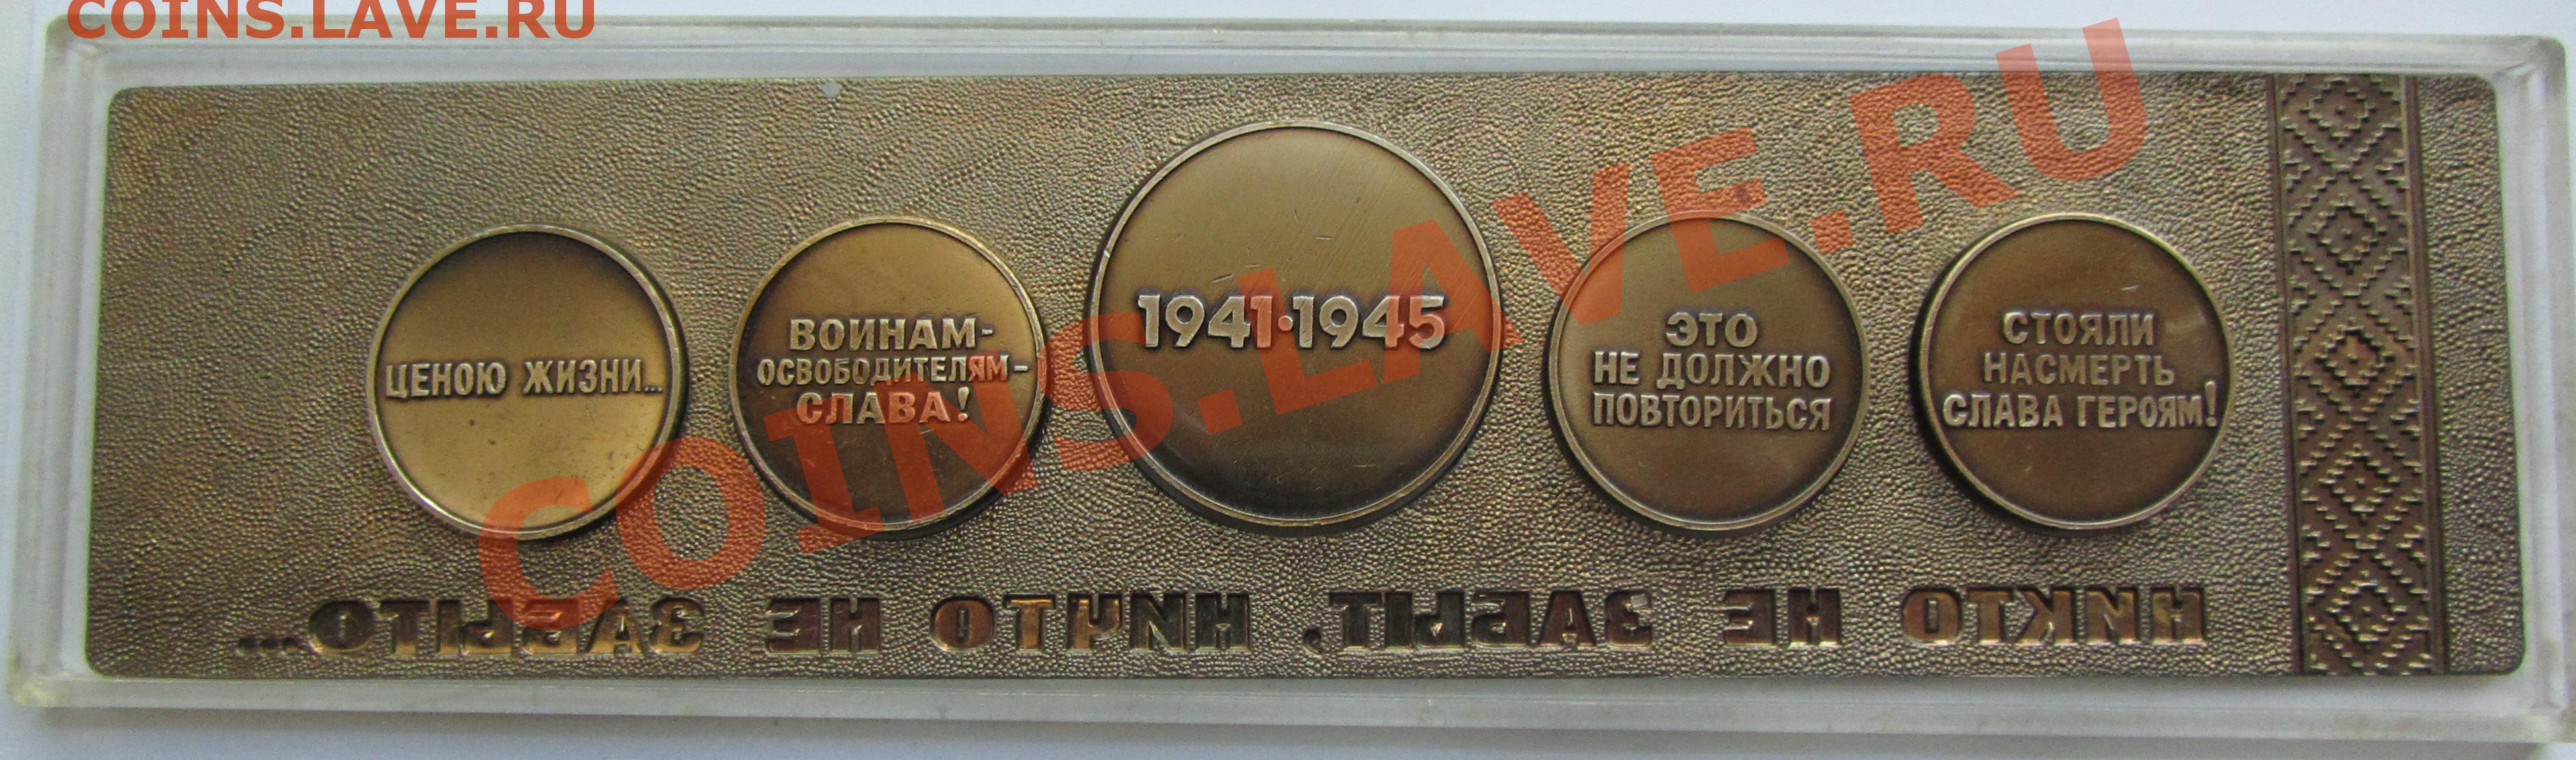 COINS.LAVE.RU
ЦЕНОЮ ЖИЗНИ...
ВОИНАМ-
ОСВОБОДИТЕЛЯМ-
СЛАВА!
1941·1945
ЭТО
НЕ ДОЛЖНО
ПОВТОРИТЬСЯ
СТОЯЛИ
НАСМЕРТЬ
СЛАВА ГЕРОЯМ!
COINS.LAVE.RU
НИКТО НЕ ЗАБЫТ, НИЧТО НЕ ЗАБЫТО...